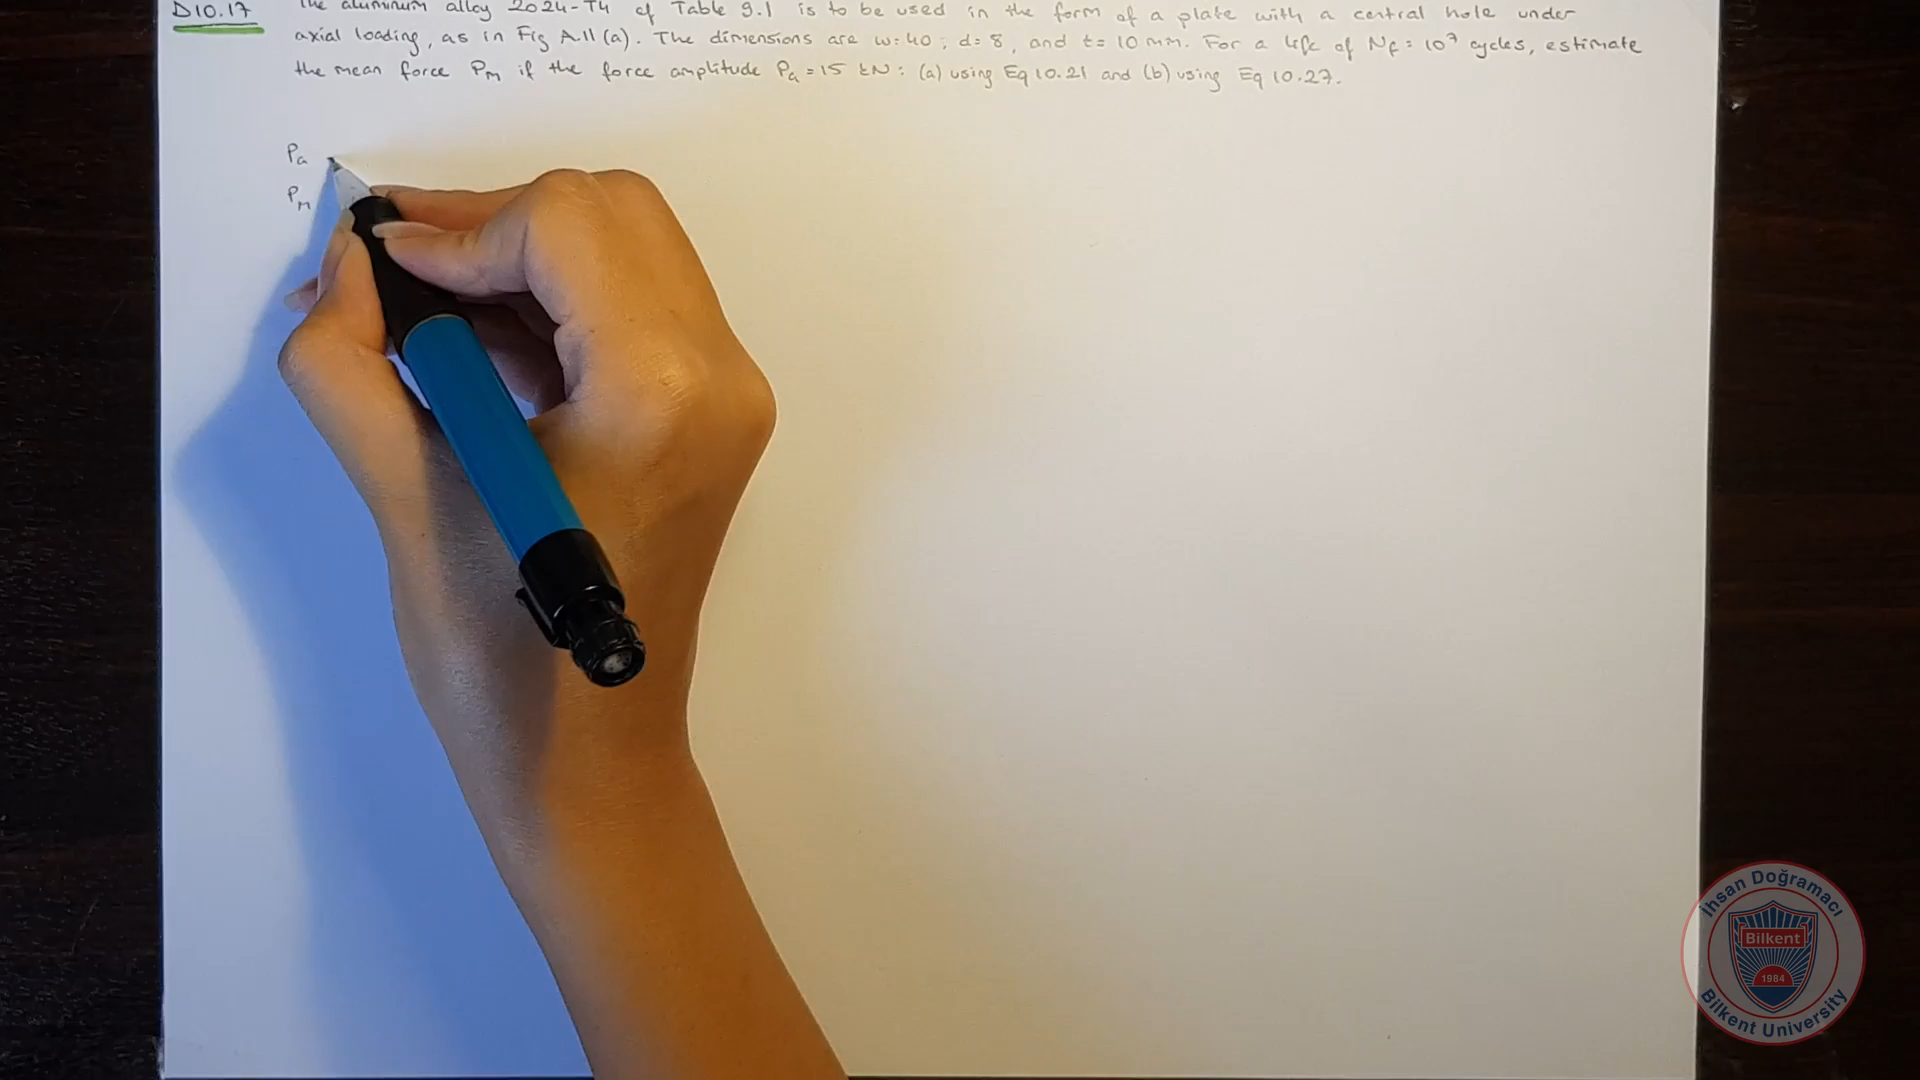 D10.17 The aluminum alloy 2024-T4 of Table 9.1 is to be used in the form of a plate with a central hole under
axial loading, as in Fig A.11(a). The dimensions are w=40; d=8, and t=10 mm. For a life of Nf=10⁷ cycles, estimate
the mean force Pm if the force amplitude Pa=15 kN: (a) using Eq 10.21 and (b) using Eq 10.27.
Pa
Pm
İhsan Doğramacı
Bilkent
1984
Bilkent University